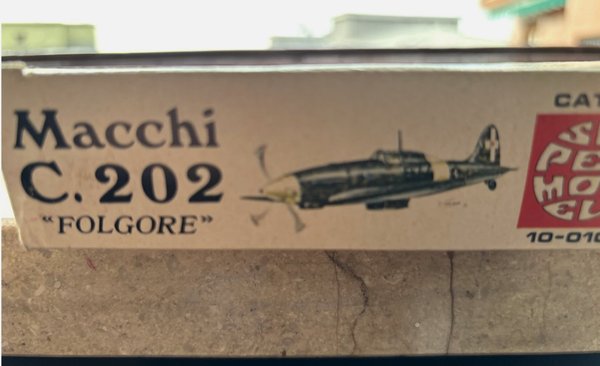 Macchi
C.202
"FOLGORE"
CAT
10-010